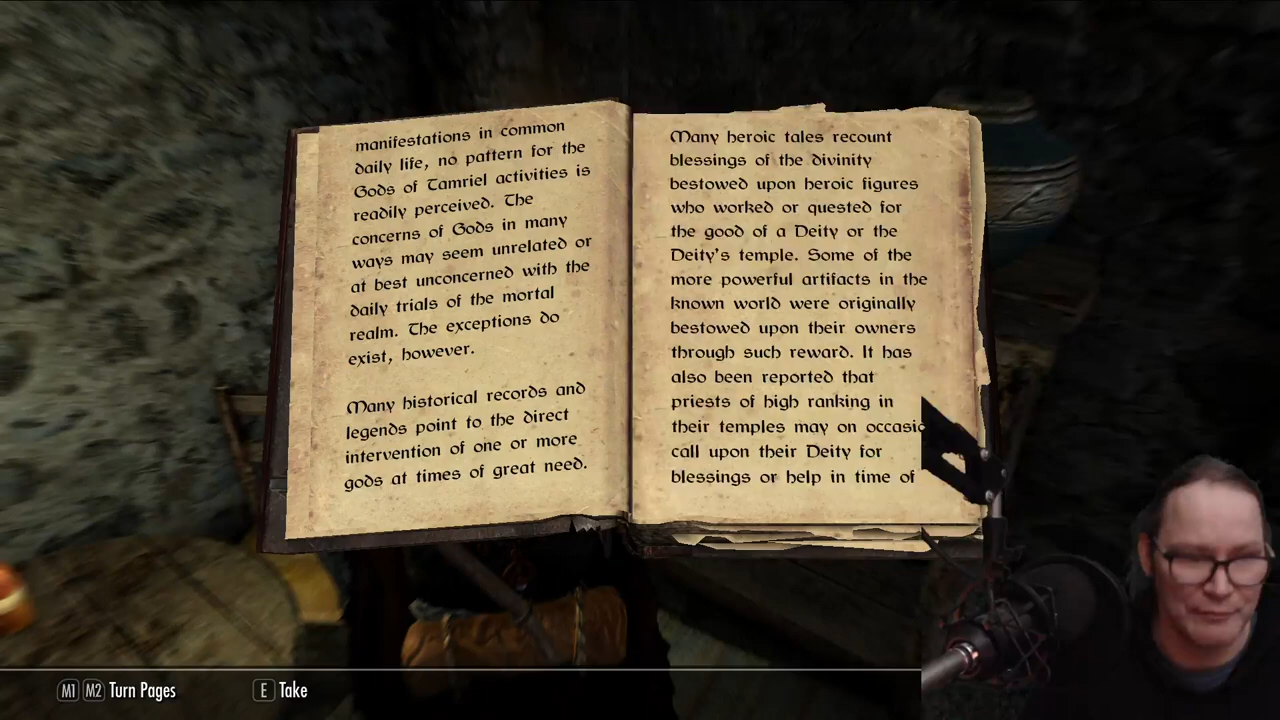 manifestations in common
daily life, no pattern for the
Gods of Tamriel activities is
readily perceived. The
concerns of Gods in many
ways may seem unrelated or
at best unconcerned with the
daily trials of the mortal
realm. The exceptions do
exist, however.
Many historical records and
legends point to the direct
intervention of one or more
gods at times of great need.
Many heroic tales recount
blessings of the divinity
bestowed upon heroic figures
who worked or quested for
the good of a Deity or the
Deity's temple. Some of the
more powerful artifacts in the
known world were originally
bestowed upon their owners
through such reward. It has
also been reported that
priests of high ranking in
their temples may on
call upon their Deity for
blessings or help in time of
M1 M2 Turn Pages
E Take